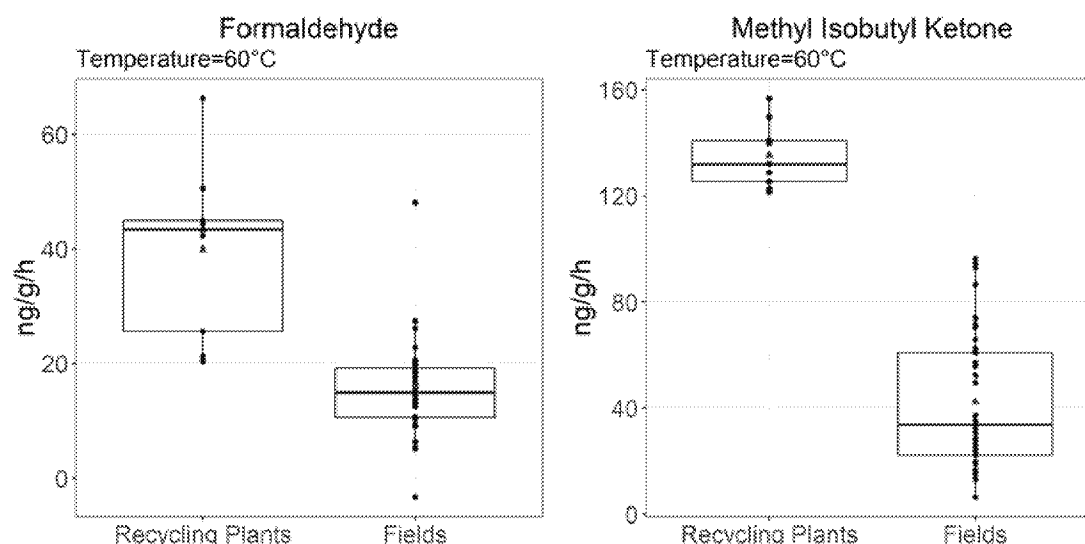 Formaldehyde
Temperature=60°C
ng/g/h
60
40
20
0
Recycling Plants Fields
Methyl Isobutyl Ketone
Temperature=60°C
ng/g/h
160
120
80
40
0
Recycling Plants Fields